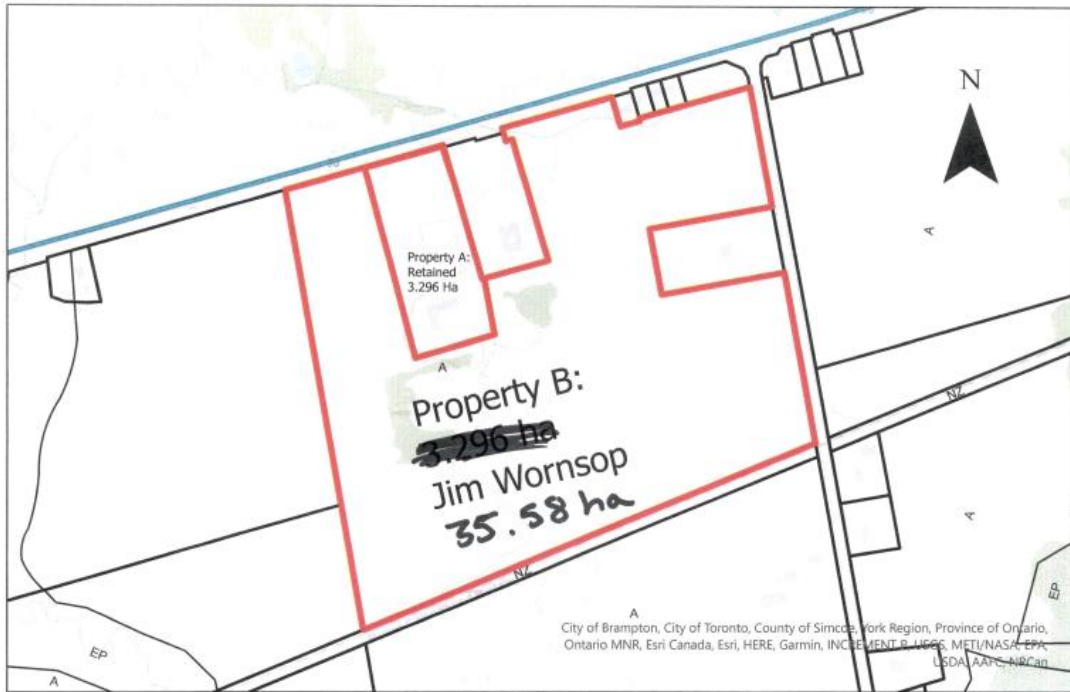 N
A
Property A:
Retained
3.296 Ha
A
Property B:
3.296 ha
Jim Wornsop
35.58 ha
NZ
NZ
A
EP
EP
A
A
City of Brampton, City of Toronto, County of Simcoe, York Region, Province of Ontario,
Ontario MNR, Esri Canada, Esri, HERE, Garmin, INCREMENT P, USGS, METI/NASA, EPA,
USDA, AAFC, NRCan